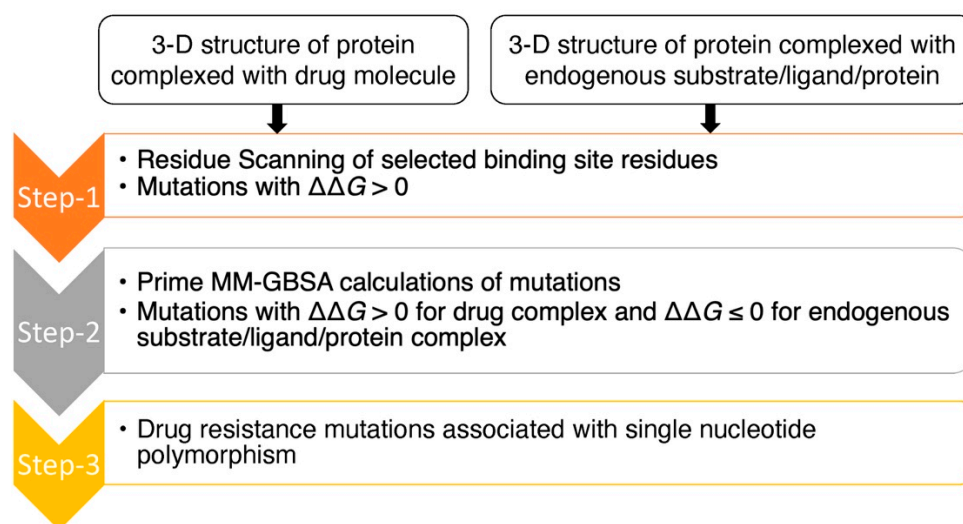 3-D structure of protein
complexed with drug molecule
3-D structure of protein complexed with
endogenous substrate/ligand/protein
Step-1
• Residue Scanning of selected binding site residues
• Mutations with ΔΔG > 0
Step-2
• Prime MM-GBSA calculations of mutations
• Mutations with ΔΔG > 0 for drug complex and ΔΔG ≤ 0 for endogenous
substrate/ligand/protein complex
Step-3
• Drug resistance mutations associated with single nucleotide
polymorphism